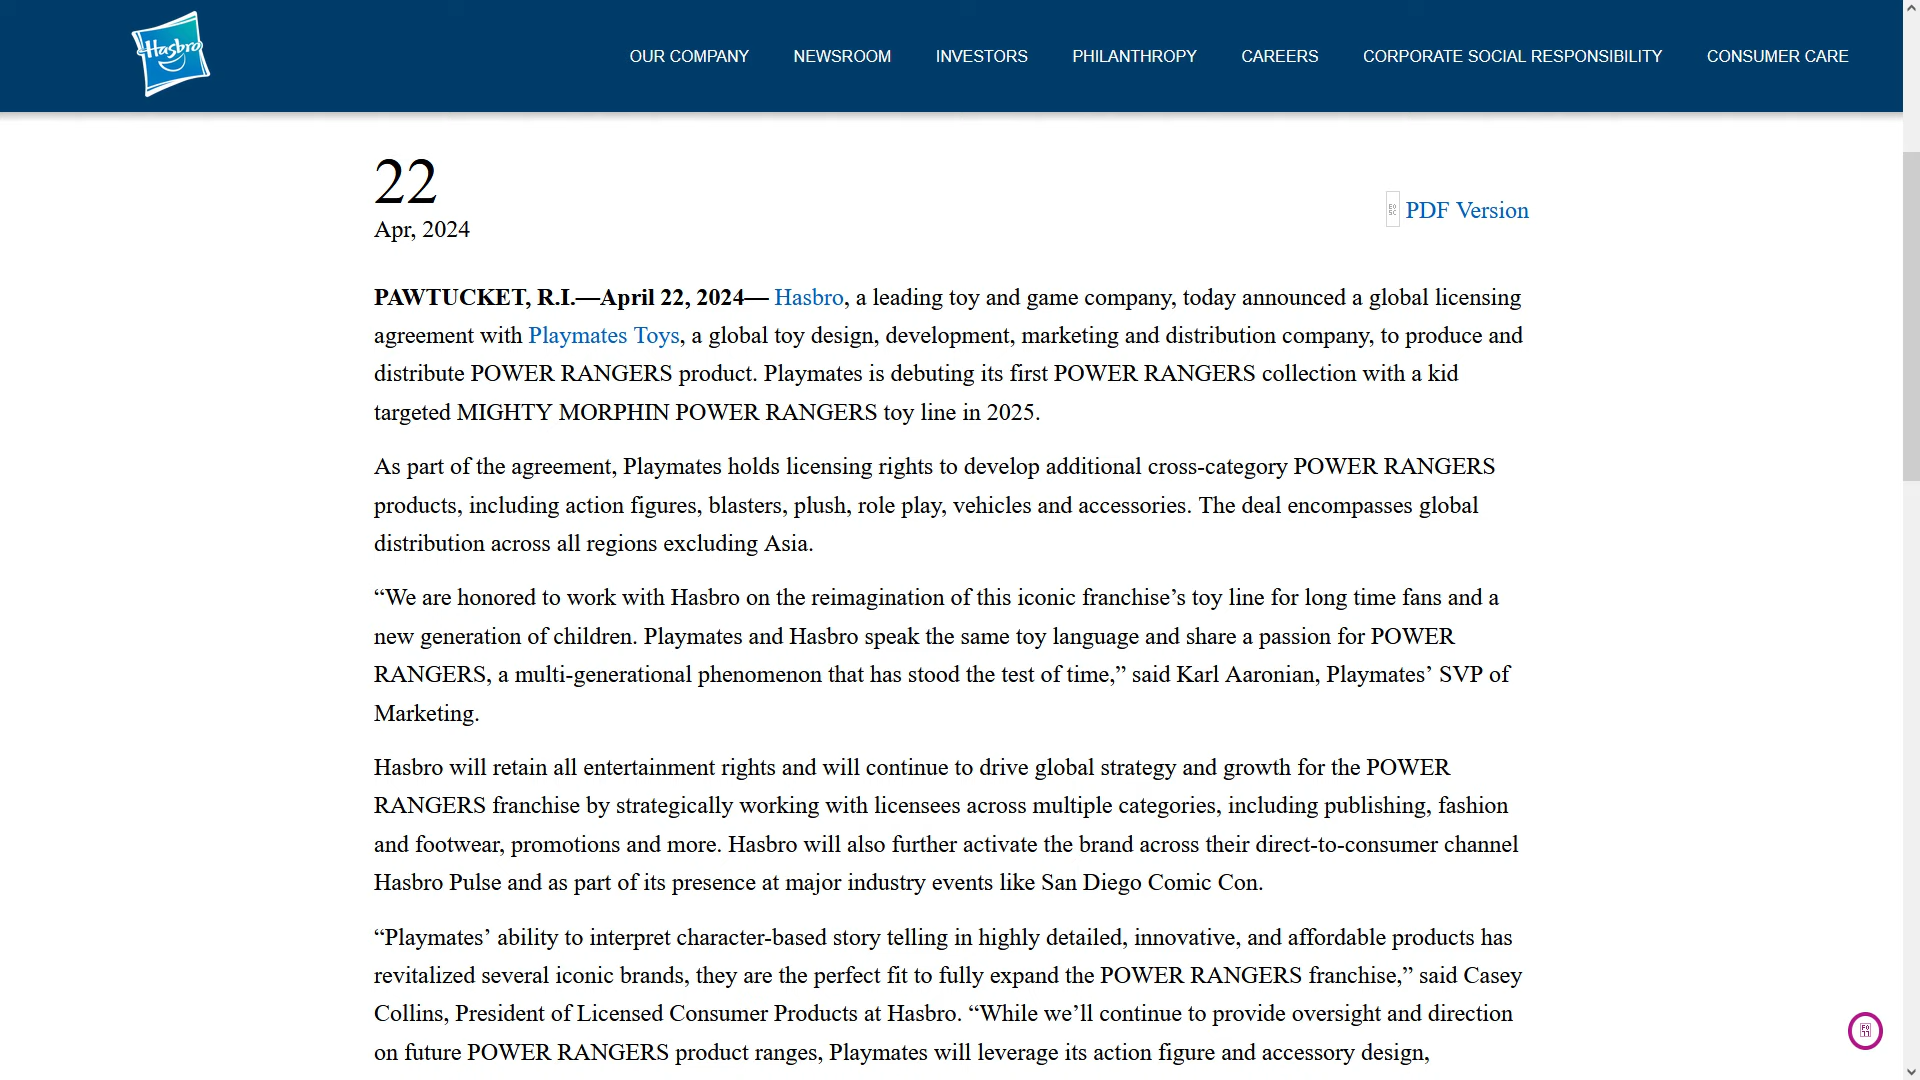 Hasbro
OUR COMPANY
NEWSROOM
INVESTORS
PHILANTHROPY
CAREERS
CORPORATE SOCIAL RESPONSIBILITY
CONSUMER CARE
22
Apr, 2024
PDF Version
PAWTUCKET, R.I.—April 22, 2024— Hasbro, a leading toy and game company, today announced a global licensing
agreement with Playmates Toys, a global toy design, development, marketing and distribution company, to produce and
distribute POWER RANGERS product. Playmates is debuting its first POWER RANGERS collection with a kid
targeted MIGHTY MORPHIN POWER RANGERS toy line in 2025.
As part of the agreement, Playmates holds licensing rights to develop additional cross-category POWER RANGERS
products, including action figures, blasters, plush, role play, vehicles and accessories. The deal encompasses global
distribution across all regions excluding Asia.
“We are honored to work with Hasbro on the reimagination of this iconic franchise’s toy line for long time fans and a
new generation of children. Playmates and Hasbro speak the same toy language and share a passion for POWER
RANGERS, a multi-generational phenomenon that has stood the test of time,” said Karl Aaronian, Playmates’ SVP of
Marketing.
Hasbro will retain all entertainment rights and will continue to drive global strategy and growth for the POWER
RANGERS franchise by strategically working with licensees across multiple categories, including publishing, fashion
and footwear, promotions and more. Hasbro will also further activate the brand across their direct-to-consumer channel
Hasbro Pulse and as part of its presence at major industry events like San Diego Comic Con.
“Playmates’ ability to interpret character-based story telling in highly detailed, innovative, and affordable products has
revitalized several iconic brands, they are the perfect fit to fully expand the POWER RANGERS franchise,” said Casey
Collins, President of Licensed Consumer Products at Hasbro. “While we’ll continue to provide oversight and direction
on future POWER RANGERS product ranges, Playmates will leverage its action figure and accessory design,